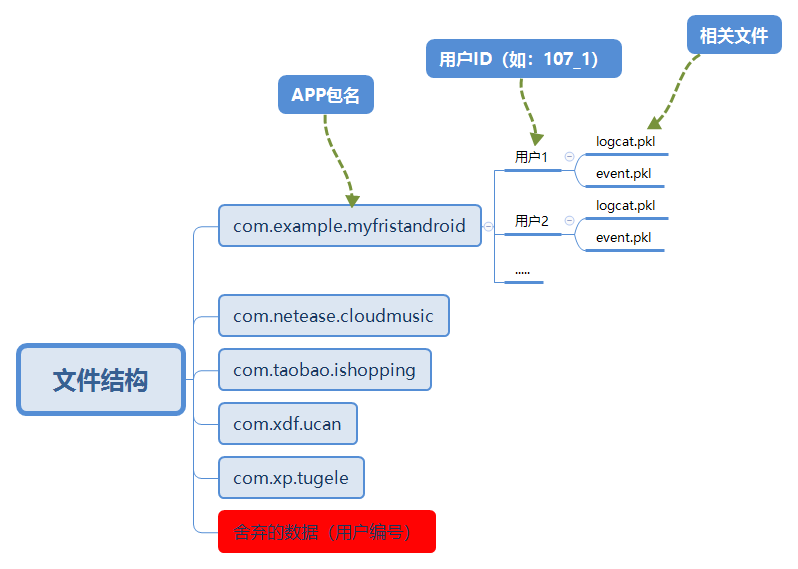 相关文件
用户ID（如：107_1）
APP包名
logcat.pkl
用户1
event.pkl
logcat.pkl
用户2
event.pkl
com.example.myfristandroid
.....
com.netease.cloudmusic
com.taobao.ishopping
文件结构
com.xdf.ucan
com.xp.tugele
舍弃的数据（用户编号）